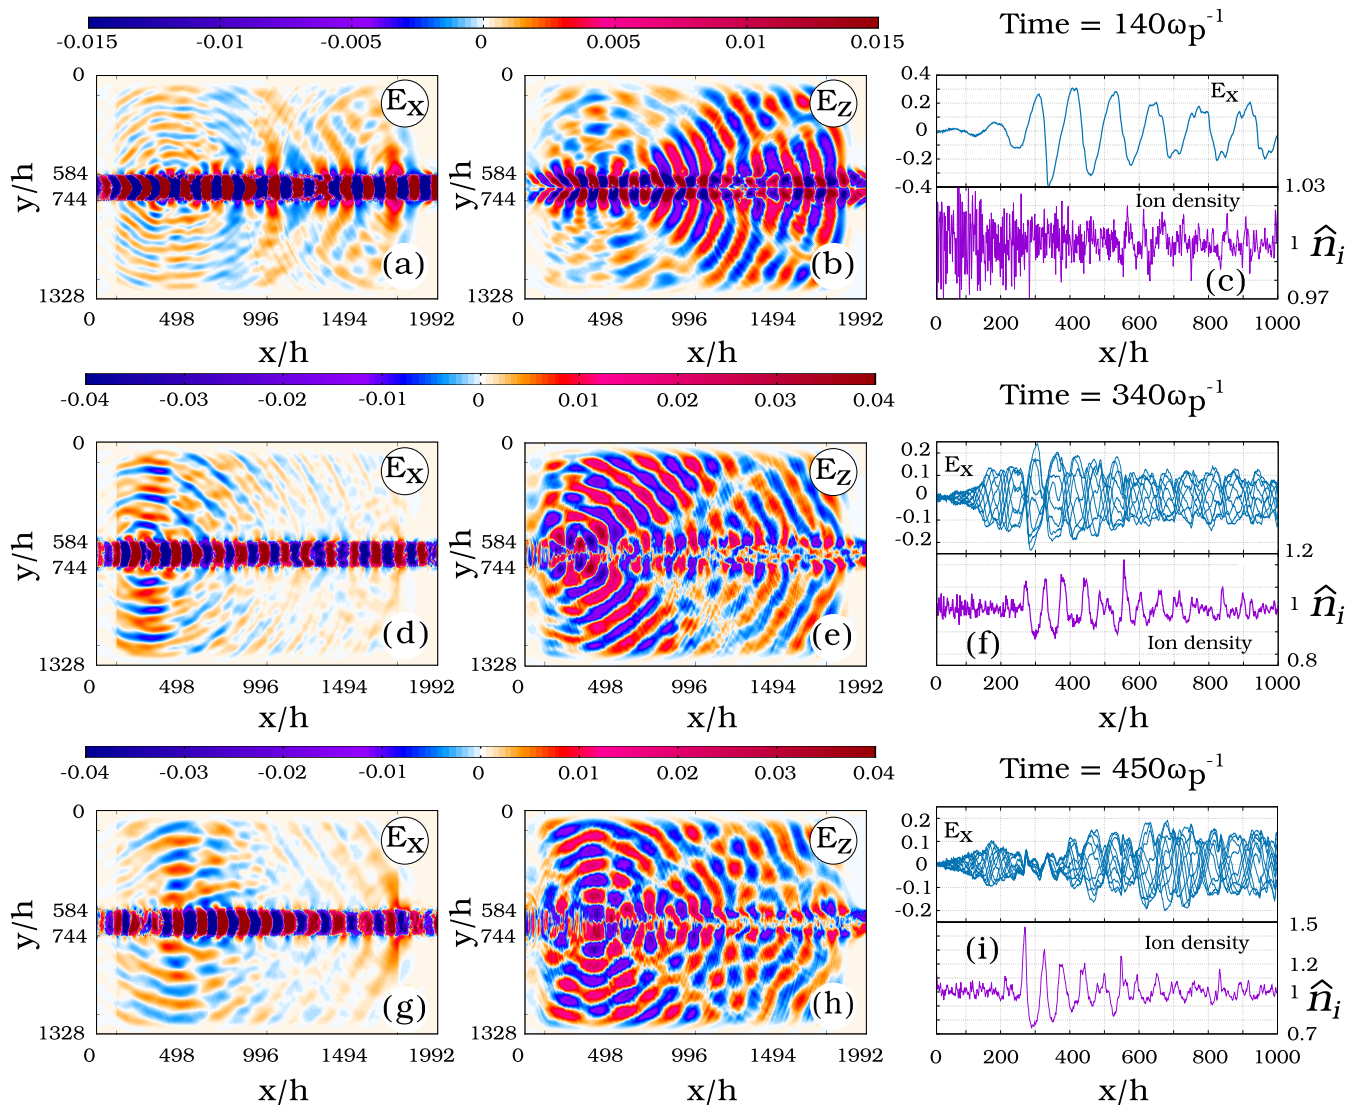 -0.015 -0.01 -0.005 0 0.005 0.01 0.015
Time = 140ωp-1
0 584 744 1328
y/h
Ex
(a)
0 498 996 1494 1992
x/h
0 584 744 1328
y/h
Ez
(b)
0 498 996 1494 1992
x/h
0.4 0.2 0 -0.2 -0.4
Ex
1.03 1 0.97
Ion density
n̂i
(c)
0 200 400 600 800 1000
x/h
-0.04 -0.03 -0.02 -0.01 0 0.01 0.02 0.03 0.04
Time = 340ωp-1
0 584 744 1328
y/h
Ex
(d)
0 498 996 1494 1992
x/h
0 584 744 1328
y/h
Ez
(e)
0 498 996 1494 1992
x/h
0.2 0.1 0 -0.1 -0.2
Ex
1.2 1 0.8
n̂i
(f)
Ion density
0 200 400 600 800 1000
x/h
-0.04 -0.03 -0.02 -0.01 0 0.01 0.02 0.03 0.04
Time = 450ωp-1
0 584 744 1328
y/h
Ex
(g)
0 498 996 1494 1992
x/h
0 584 744 1328
y/h
Ez
(h)
0 498 996 1494 1992
x/h
0.2 0.1 0 -0.1 -0.2
Ex
1.5 1.2 1 0.7
(i)
Ion density
n̂i
0 200 400 600 800 1000
x/h